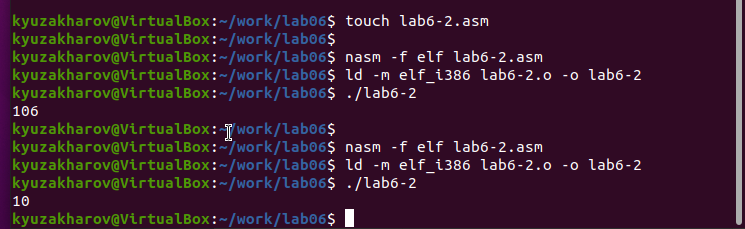 kyuzakharov@VirtualBox:~/work/lab06$ touch lab6-2.asm
kyuzakharov@VirtualBox:~/work/lab06$
kyuzakharov@VirtualBox:~/work/lab06$ nasm -f elf lab6-2.asm
kyuzakharov@VirtualBox:~/work/lab06$ ld -m elf_i386 lab6-2.o -o lab6-2
kyuzakharov@VirtualBox:~/work/lab06$ ./lab6-2
106
kyuzakharov@VirtualBox:~/work/lab06$
kyuzakharov@VirtualBox:~/work/lab06$ nasm -f elf lab6-2.asm
kyuzakharov@VirtualBox:~/work/lab06$ ld -m elf_i386 lab6-2.o -o lab6-2
kyuzakharov@VirtualBox:~/work/lab06$ ./lab6-2
10
kyuzakharov@VirtualBox:~/work/lab06$